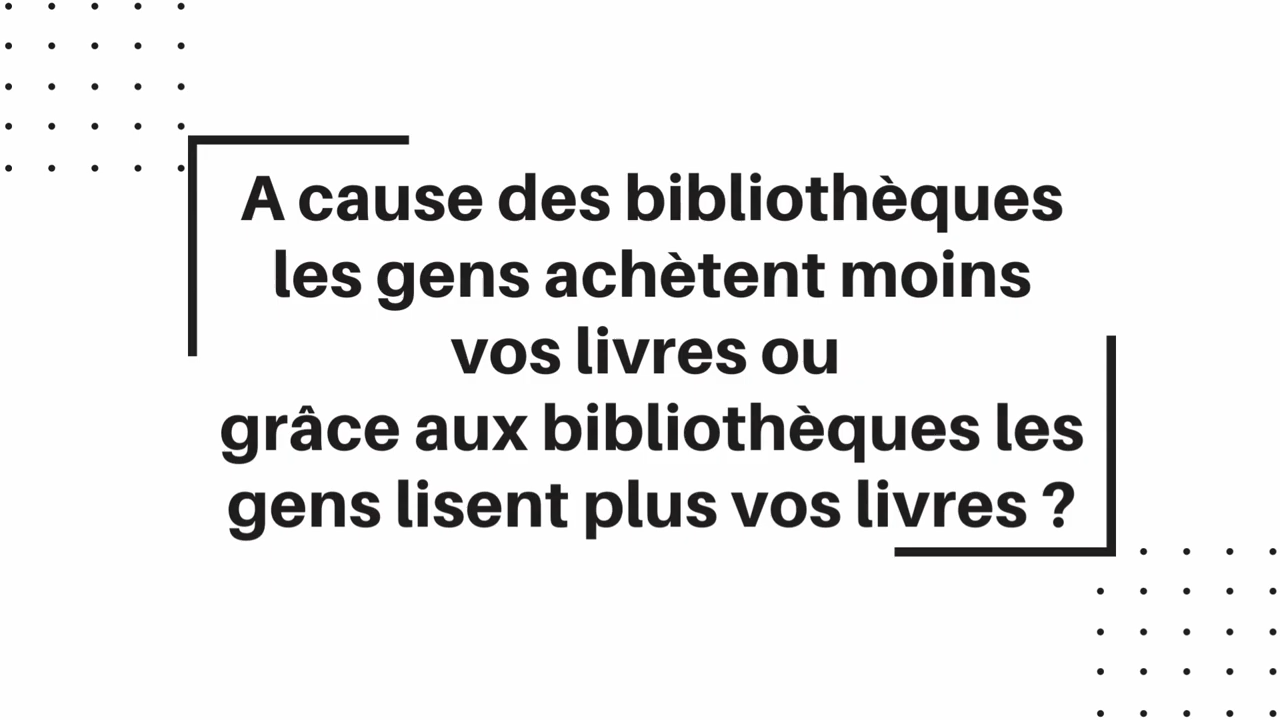 A cause des bibliothèques
les gens achètent moins
vos livres ou
grâce aux bibliothèques les
gens lisent plus vos livres ?